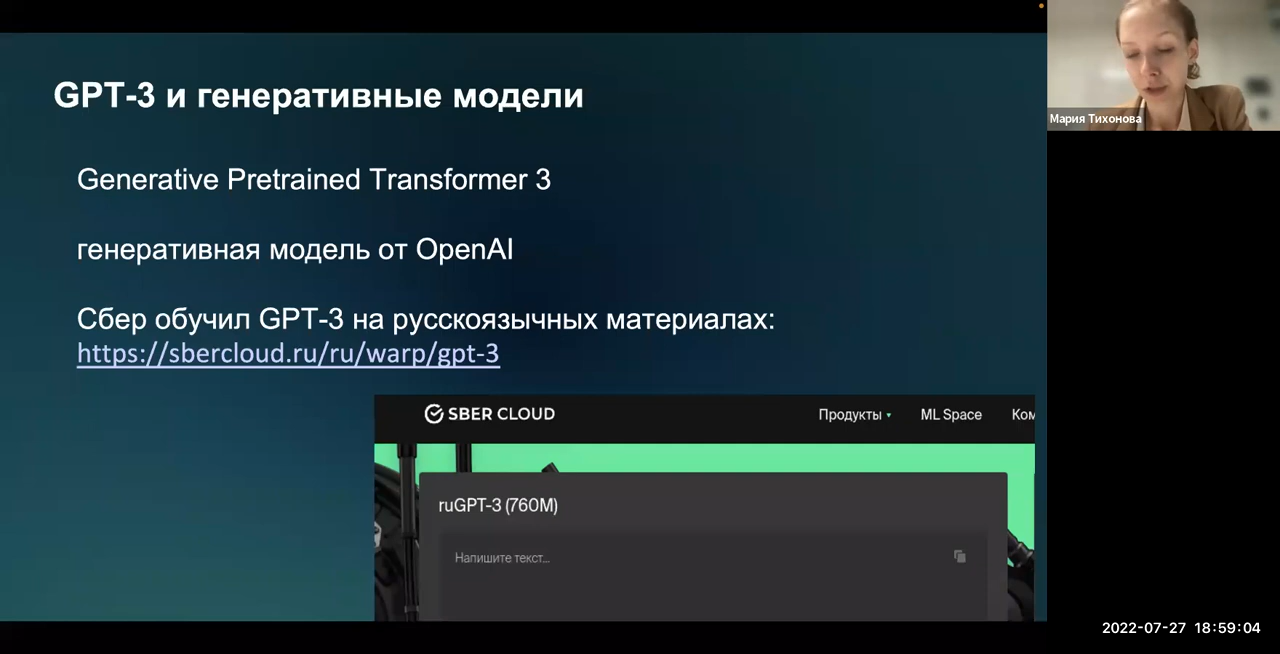 GPT-3 и генеративные модели
Generative Pretrained Transformer 3
генеративная модель от OpenAI
Сбер обучил GPT-3 на русскоязычных материалах:
https://sbercloud.ru/ru/warp/gpt-3
SBER CLOUD
Продукты
ML Space
Ком
ruGPT-3 (760M)
Напишите текст...
Мария Тихонова
2022-07-27 18:59:04